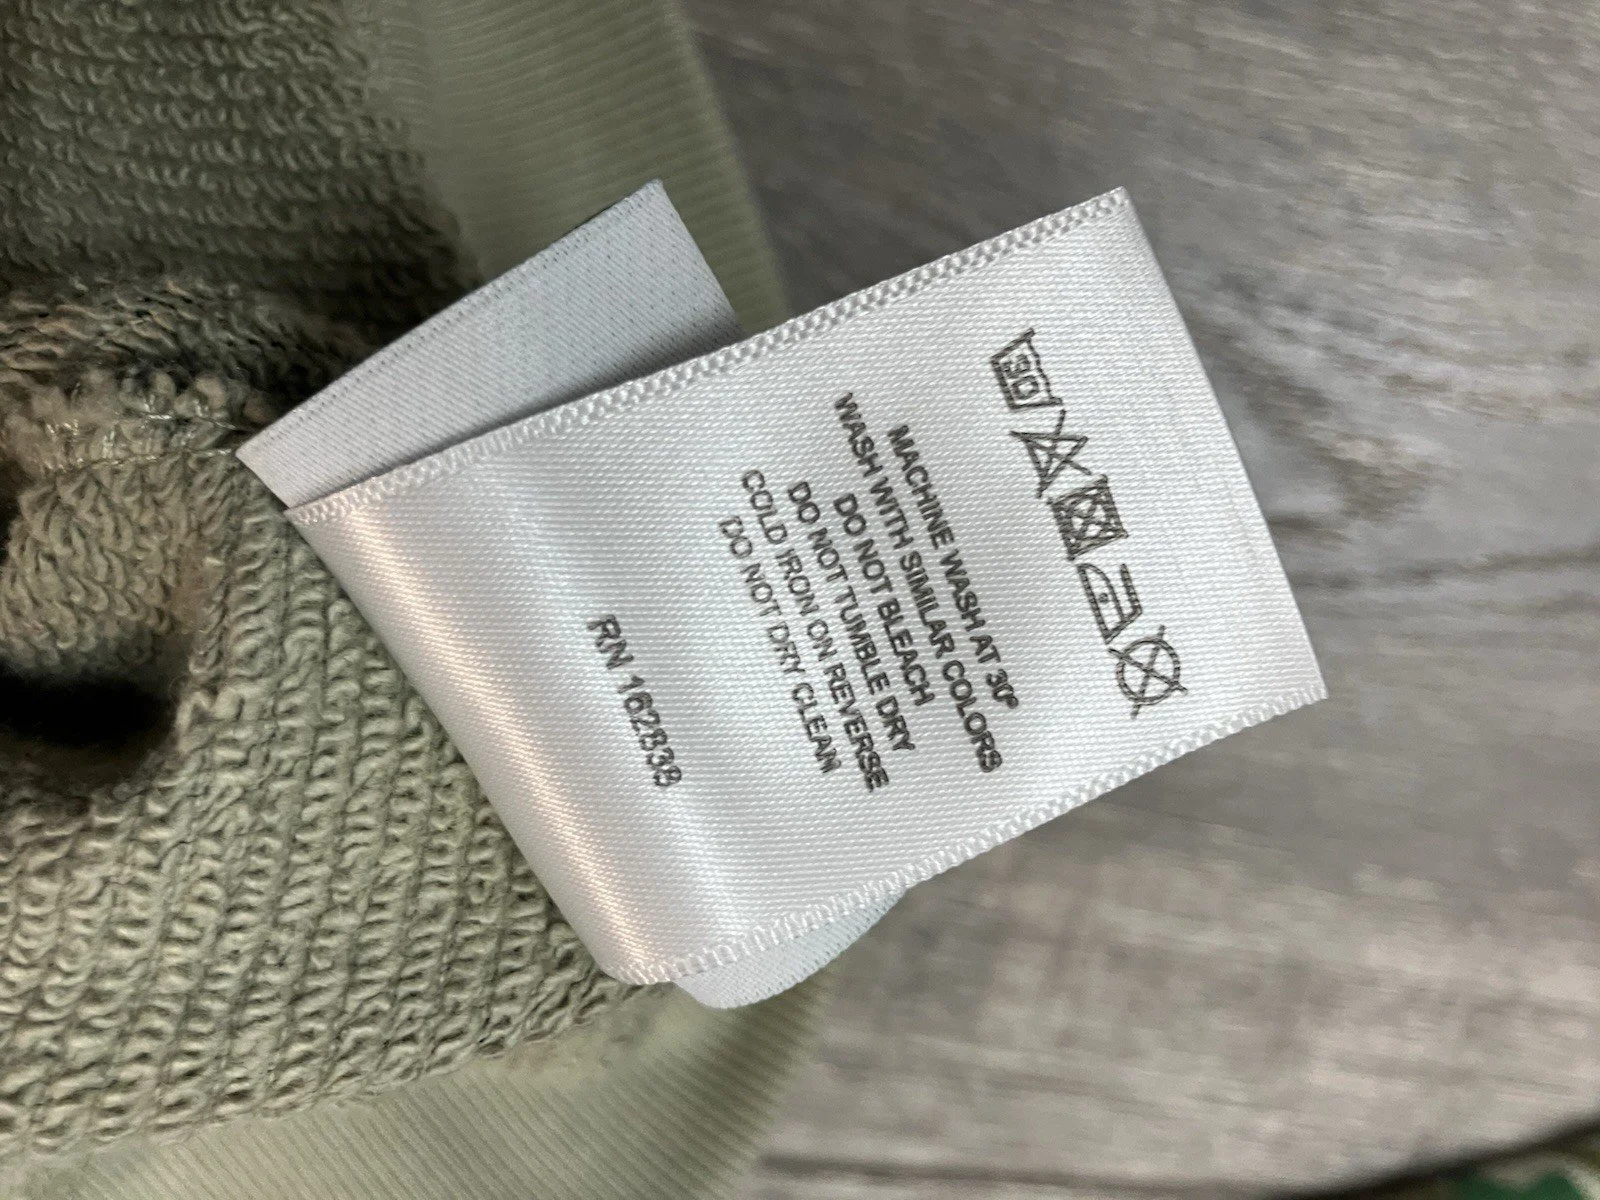 30
MACHINE WASH AT 30°
WASH WITH SIMILAR COLORS
DO NOT BLEACH
DO NOT TUMBLE DRY
COLD IRON ON REVERSE
DO NOT DRY CLEAN
RN 162838